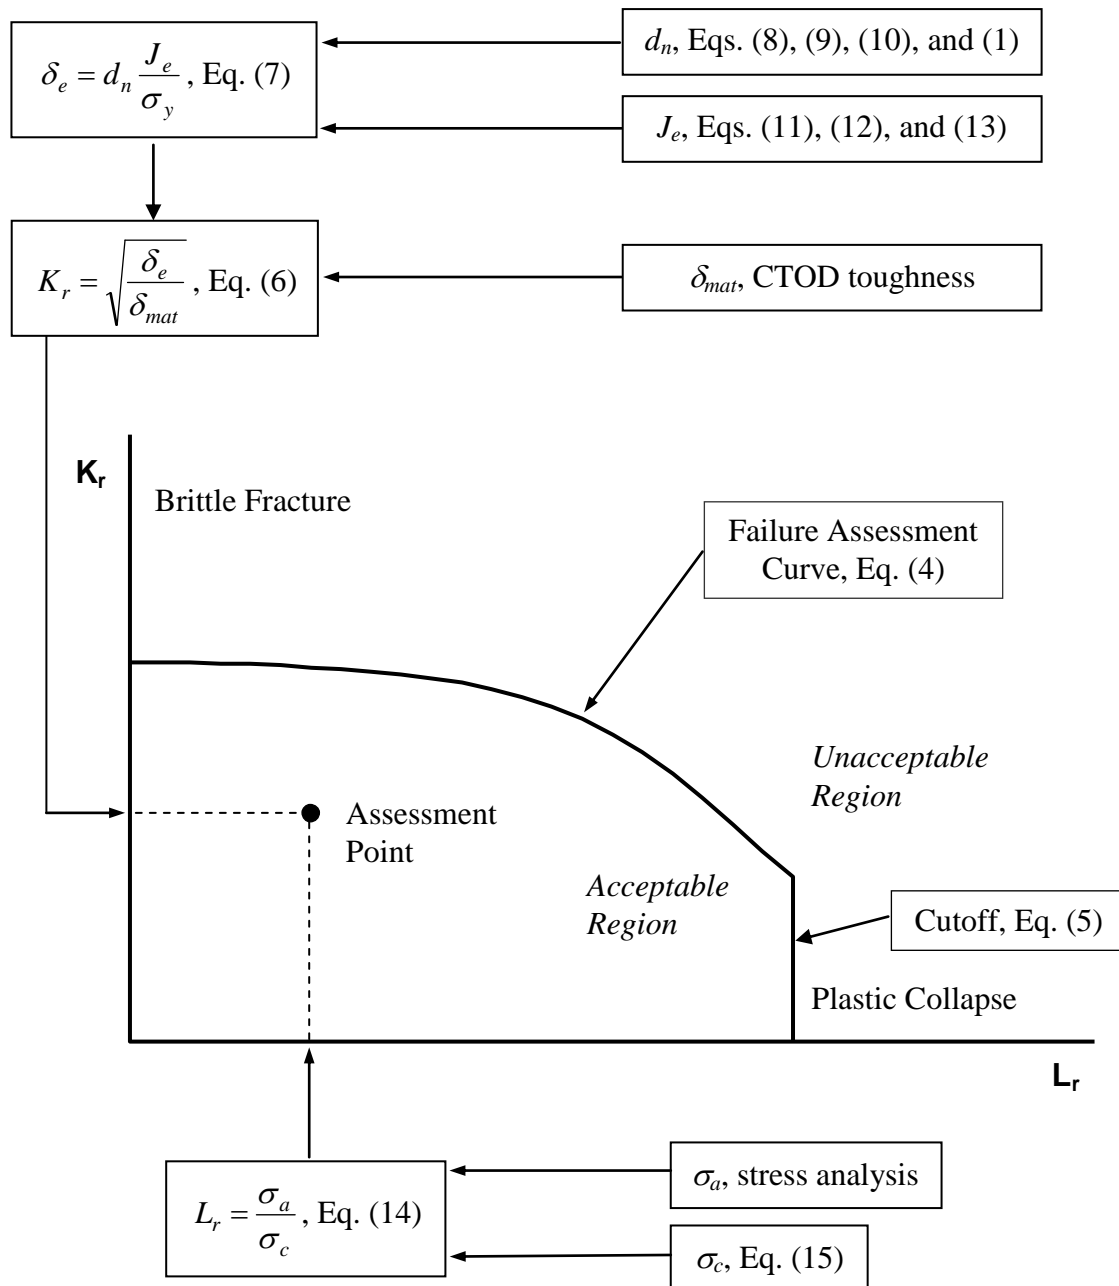 δe = dn Je/σy , Eq. (7)
dn, Eqs. (8), (9), (10), and (1)
Je, Eqs. (11), (12), and (13)
Kr = √(δe/δmat) , Eq. (6)
δmat, CTOD toughness
Kr
Brittle Fracture
Failure Assessment
Curve, Eq. (4)
Unacceptable
Region
Assessment
Point
Acceptable
Region
Cutoff, Eq. (5)
Plastic Collapse
Lr
Lr = σa/σc , Eq. (14)
σa, stress analysis
σc, Eq. (15)